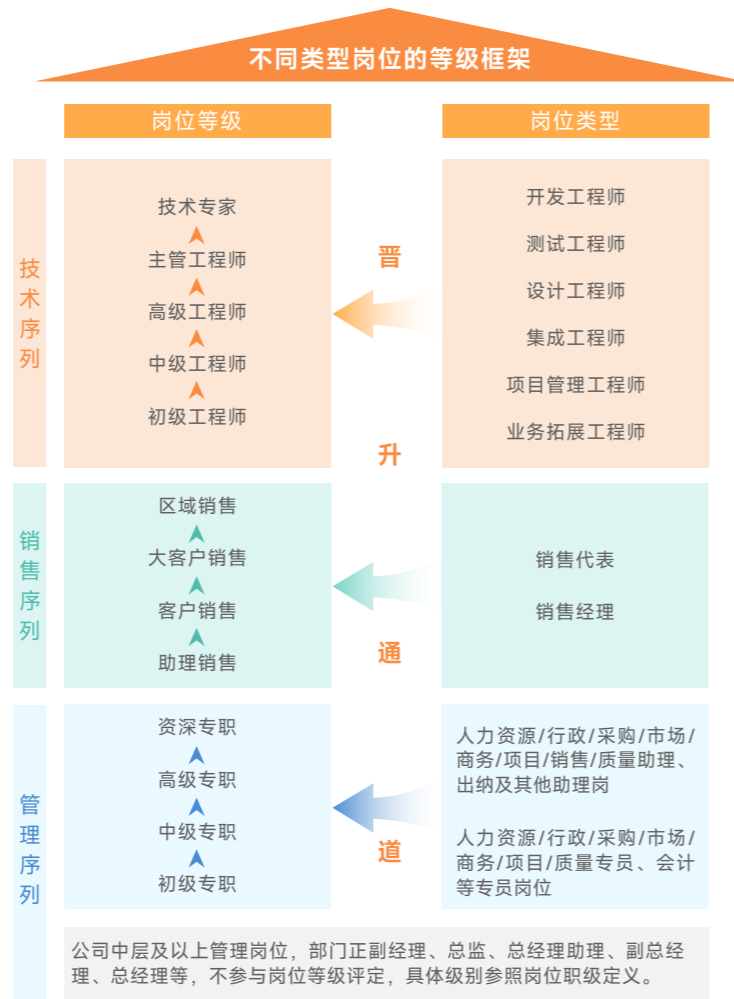 不同类型岗位的等级框架
岗位等级
岗位类型
技术序列
技术专家
主管工程师
高级工程师
中级工程师
初级工程师
开发工程师
测试工程师
设计工程师
集成工程师
项目管理工程师
业务拓展工程师
晋升通道
销售序列
区域销售
大客户销售
客户销售
助理销售
销售代表
销售经理
管理序列
资深专职
高级专职
中级专职
初级专职
人力资源/行政/采购/市场/
商务/项目/销售/质量助理、
出纳及其他助理岗
人力资源/行政/采购/市场/
商务/项目/质量专员、会计
等专员岗位
公司中层及以上管理岗位，部门正副经理、总监、总经理助理、副总经
理、总经理等，不参与岗位等级评定，具体级别参照岗位职级定义。